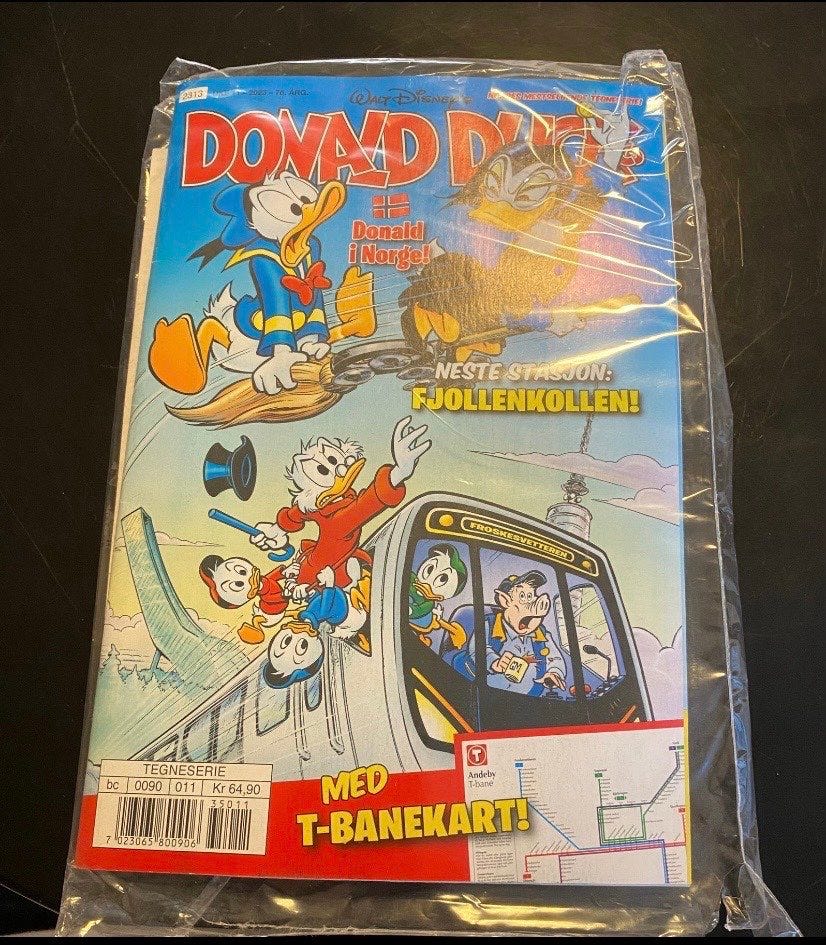 2313
2023 – 76. ÅRG.
WALT DISNEY'S
DONALD DUCK
Donald
i Norge!
NESTE STASJON:
FJOLLENKOLLEN!
FROSKESVETTEREN
GM
Andeby
T-bane
T
MED
T-BANEKART!
TEGNESERIE
bc 0090 011 Kr 64,90
35011
7 023065 800906